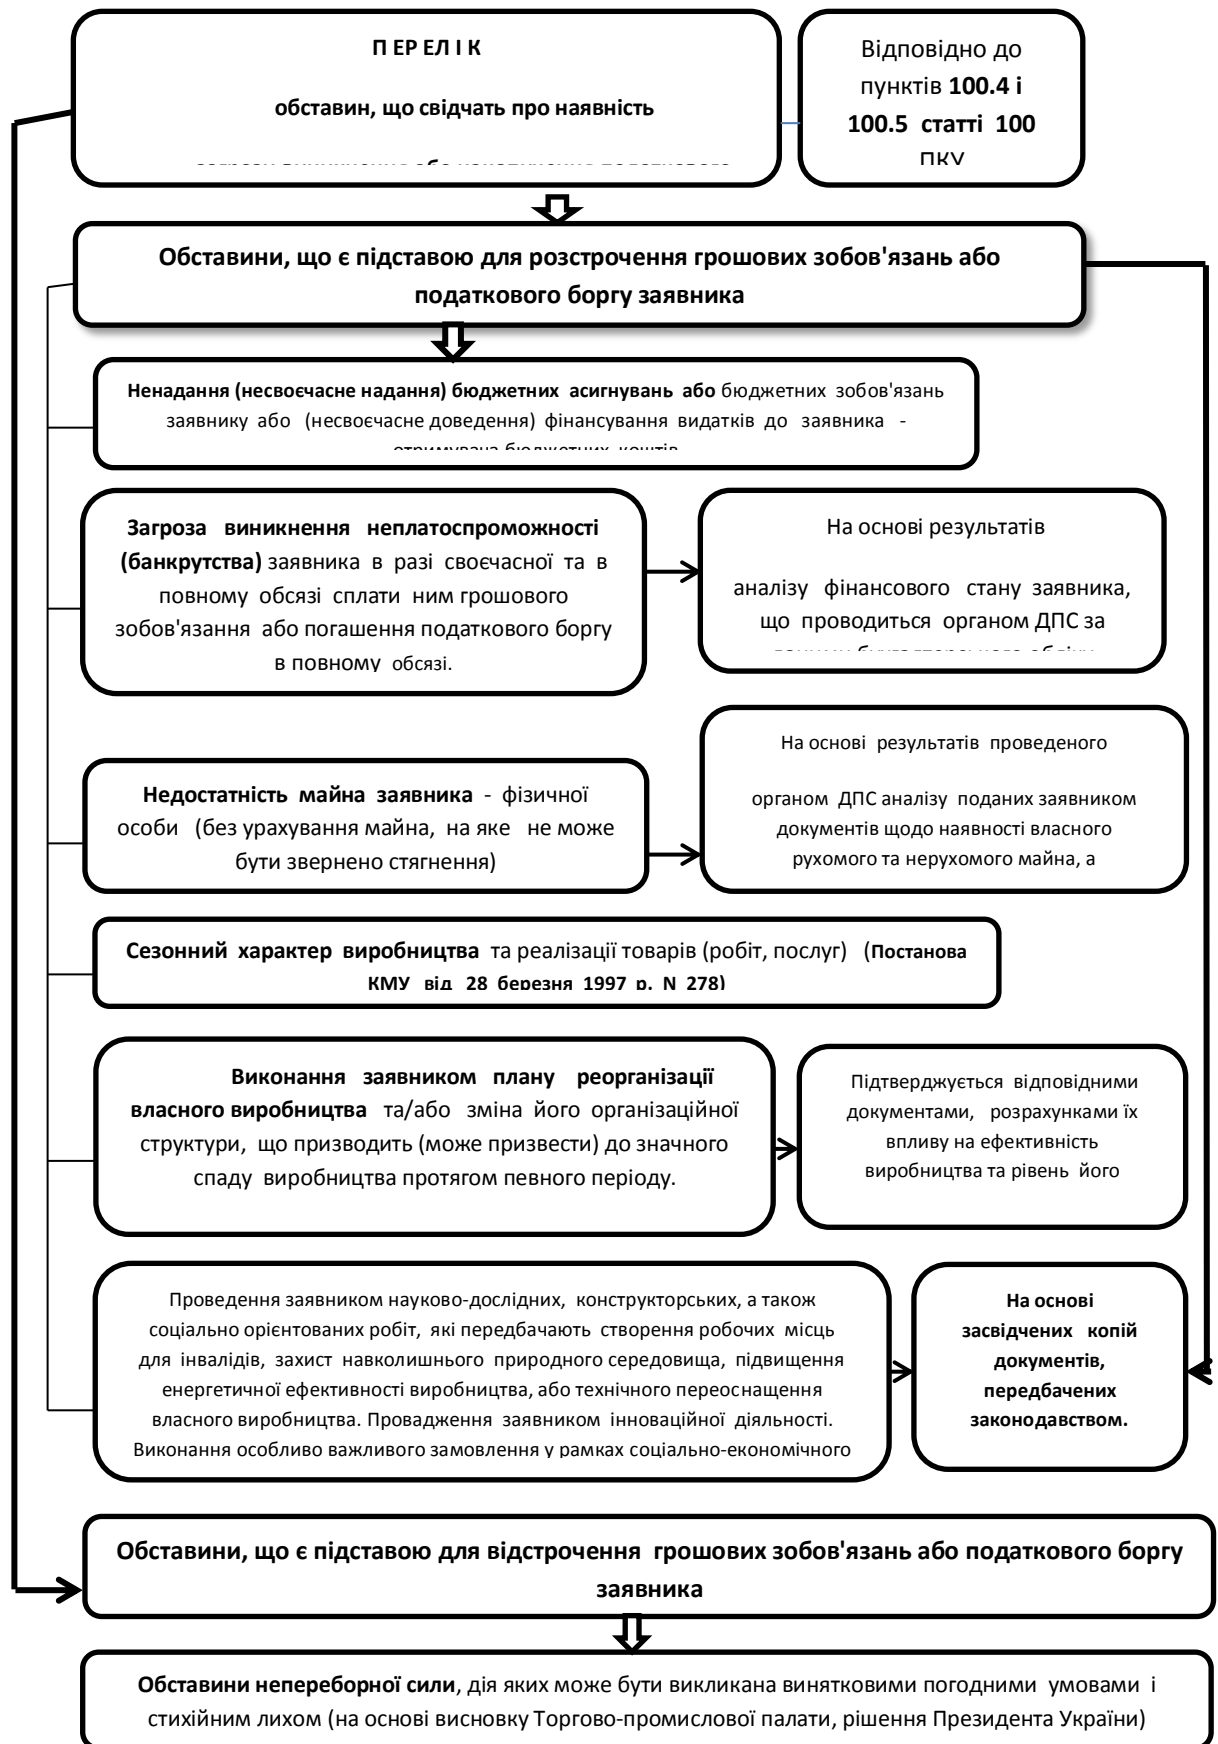 П ЕР ЕЛ І К
обставин, що свідчать про наявність
Відповідно до
пунктів 100.4 і
100.5 статті 100
ПКУ
Обставини, що є підставою для розстрочення грошових зобов'язань або
податкового боргу заявника
Ненадання (несвоєчасне надання) бюджетних асигнувань або бюджетних зобов'язань
заявнику або (несвоєчасне доведення) фінансування видатків до заявника -
отримувача бюджетних коштів
Загроза виникнення неплатоспроможності
(банкрутства) заявника в разі своєчасної та в
повному обсязі сплати ним грошового
зобов'язання або погашення податкового боргу
в повному обсязі.
На основі результатів
аналізу фінансового стану заявника,
що проводиться органом ДПС за
Недостатність майна заявника - фізичної
особи (без урахування майна, на яке не може
бути звернено стягнення)
На основі результатів проведеного
органом ДПС аналізу поданих заявником
документів щодо наявності власного
рухомого та нерухомого майна, а
Сезонний характер виробництва та реалізації товарів (робіт, послуг) (Постанова
КМУ від 28 березня 1997 р. N 278)
Виконання заявником плану реорганізації
власного виробництва та/або зміна його організаційної
структури, що призводить (може призвести) до значного
спаду виробництва протягом певного періоду.
Підтверджується відповідними
документами, розрахунками їх
впливу на ефективність
виробництва та рівень його
Проведення заявником науково-дослідних, конструкторських, а також
соціально орієнтованих робіт, які передбачають створення робочих місць
для інвалідів, захист навколишнього природного середовища, підвищення
енергетичної ефективності виробництва, або технічного переоснащення
власного виробництва. Провадження заявником інноваційної діяльності.
Виконання особливо важливого замовлення у рамках соціально-економічного
На основі
засвідчених копій
документів,
передбачених
законодавством.
Обставини, що є підставою для відстрочення грошових зобов'язань або податкового боргу
заявника
Обставини непереборної сили, дія яких може бути викликана винятковими погодними умовами і
стихійним лихом (на основі висновку Торгово-промислової палати, рішення Президента України)